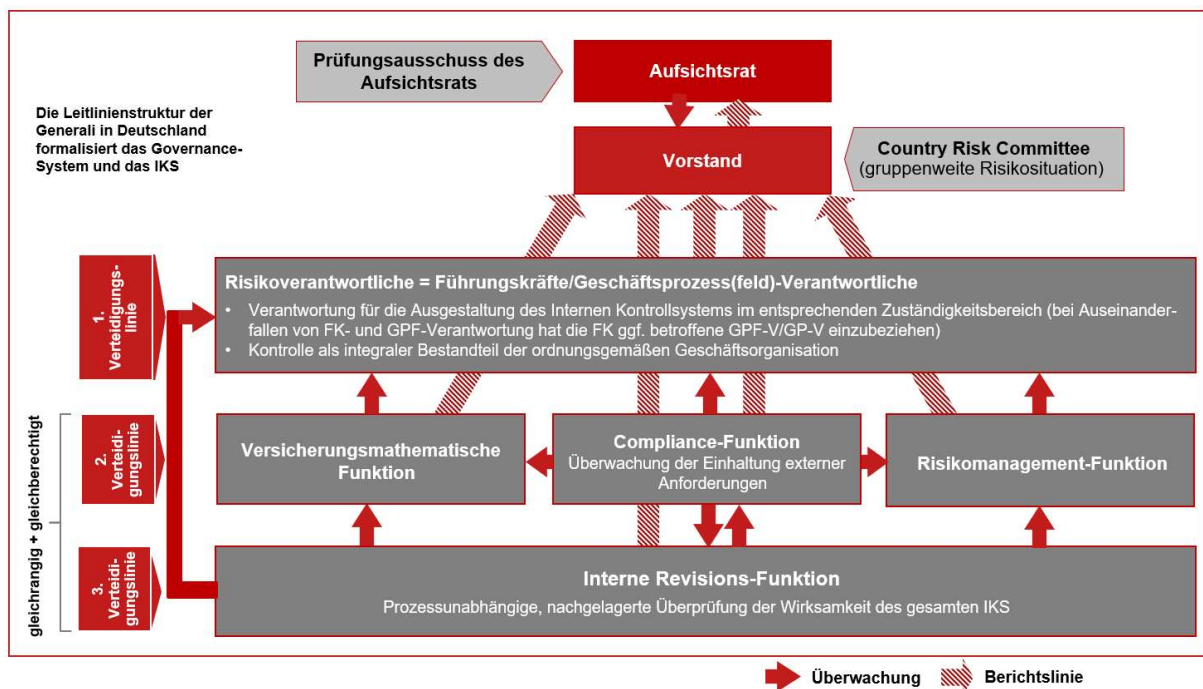 Prüfungsausschuss des
Aufsichtsrats
Aufsichtsrat
Die Leitlinienstruktur der
Generali in Deutschland
formalisiert das Governance-
System und das IKS
Vorstand
Country Risk Committee
(gruppenweite Risikosituation)
1.
Verteidigungs-
linie
Risikoverantwortliche = Führungskräfte/Geschäftsprozess(feld)-Verantwortliche
• Verantwortung für die Ausgestaltung des Internen Kontrollsystems im entsprechenden Zuständigkeitsbereich (bei Auseinander-
fallen von FK- und GPF-Verantwortung hat die FK ggf. betroffene GPF-V/GP-V einzubeziehen)
• Kontrolle als integraler Bestandteil der ordnungsgemäßen Geschäftsorganisation
gleichrangig + gleichberechtigt
2.
Verteidi-
gungslinie
Versicherungsmathematische
Funktion
Compliance-Funktion
Überwachung der Einhaltung externer
Anforderungen
Risikomanagement-Funktion
3.
Verteidi-
gungslinie
Interne Revisions-Funktion
Prozessunabhängige, nachgelagerte Überprüfung der Wirksamkeit des gesamten IKS
Überwachung
Berichtslinie